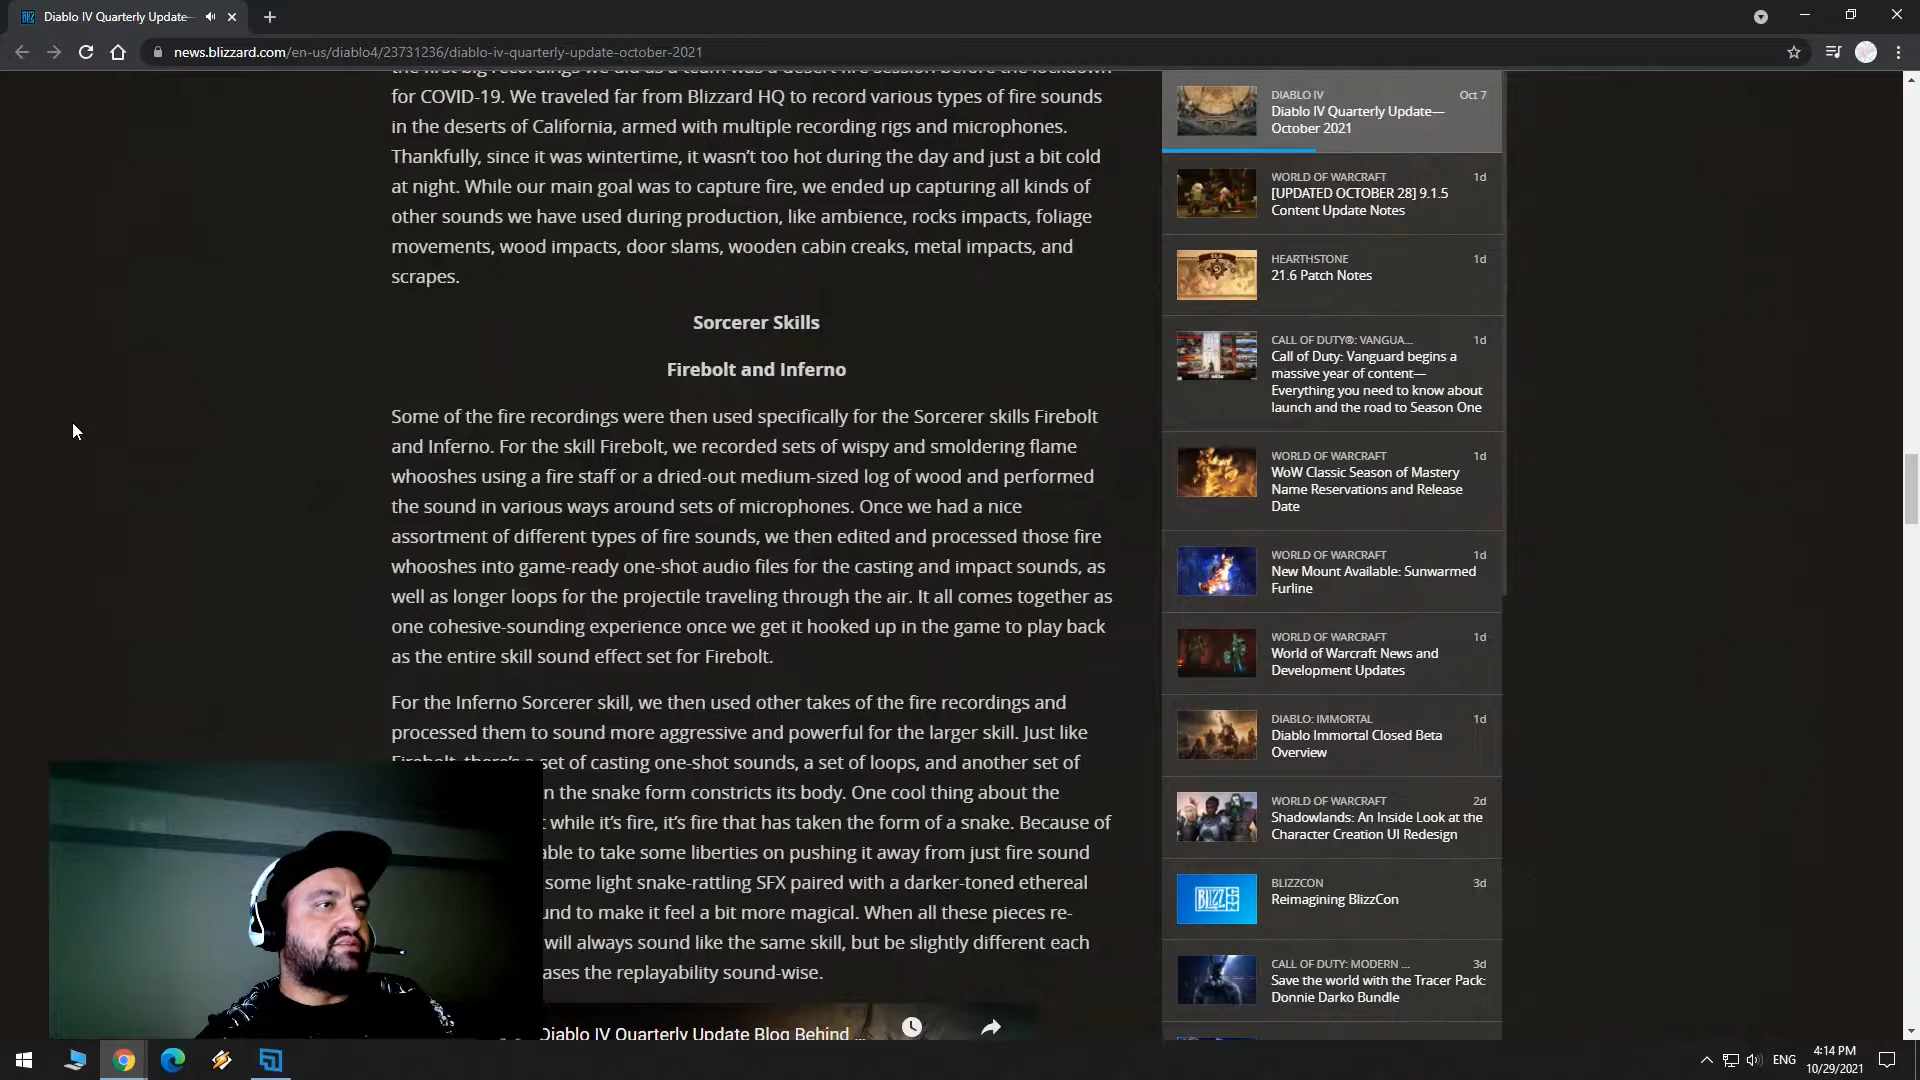 Diablo IV Quarterly Update—
news.blizzard.com/en-us/diablo4/23731236/diablo-iv-quarterly-update-october-2021
the first big recordings we did as a team was a desert fire session before the lockdown
for COVID-19. We traveled far from Blizzard HQ to record various types of fire sounds
in the deserts of California, armed with multiple recording rigs and microphones.
Thankfully, since it was wintertime, it wasn't too hot during the day and just a bit cold
at night. While our main goal was to capture fire, we ended up capturing all kinds of
other sounds we have used during production, like ambience, rocks impacts, foliage
movements, wood impacts, door slams, wooden cabin creaks, metal impacts, and
scrapes.
Sorcerer Skills
Firebolt and Inferno
Some of the fire recordings were then used specifically for the Sorcerer skills Firebolt
and Inferno. For the skill Firebolt, we recorded sets of wispy and smoldering flame
whooshes using a fire staff or a dried-out medium-sized log of wood and performed
the sound in various ways around sets of microphones. Once we had a nice
assortment of different types of fire sounds, we then edited and processed those fire
whooshes into game-ready one-shot audio files for the casting and impact sounds, as
well as longer loops for the projectile traveling through the air. It all comes together as
one cohesive-sounding experience once we get it hooked up in the game to play back
as the entire skill sound effect set for Firebolt.
For the Inferno Sorcerer skill, we then used other takes of the fire recordings and
processed them to sound more aggressive and powerful for the larger skill. Just like
Firebolt, there's a set of casting one-shot sounds, a set of loops, and another set of
n the snake form constricts its body. One cool thing about the
t while it's fire, it's fire that has taken the form of a snake. Because of
able to take some liberties on pushing it away from just fire sound
some light snake-rattling SFX paired with a darker-toned ethereal
und to make it feel a bit more magical. When all these pieces re-
will always sound like the same skill, but be slightly different each
ases the replayability sound-wise.
Diablo IV Quarterly Update Blog Behind ...
DIABLO IV Oct 7
Diablo IV Quarterly Update—
October 2021
WORLD OF WARCRAFT 1d
[UPDATED OCTOBER 28] 9.1.5
Content Update Notes
HEARTHSTONE 1d
21.6 Patch Notes
CALL OF DUTY®: VANGUA... 1d
Call of Duty: Vanguard begins a
massive year of content—
Everything you need to know about
launch and the road to Season One
WORLD OF WARCRAFT 1d
WoW Classic Season of Mastery
Name Reservations and Release
Date
WORLD OF WARCRAFT 1d
New Mount Available: Sunwarmed
Furline
WORLD OF WARCRAFT 1d
World of Warcraft News and
Development Updates
DIABLO: IMMORTAL 1d
Diablo Immortal Closed Beta
Overview
WORLD OF WARCRAFT 2d
Shadowlands: An Inside Look at the
Character Creation UI Redesign
BLIZZCON 3d
Reimagining BlizzCon
CALL OF DUTY: MODERN ... 3d
Save the world with the Tracer Pack:
Donnie Darko Bundle
ENG
4:14 PM
10/29/2021